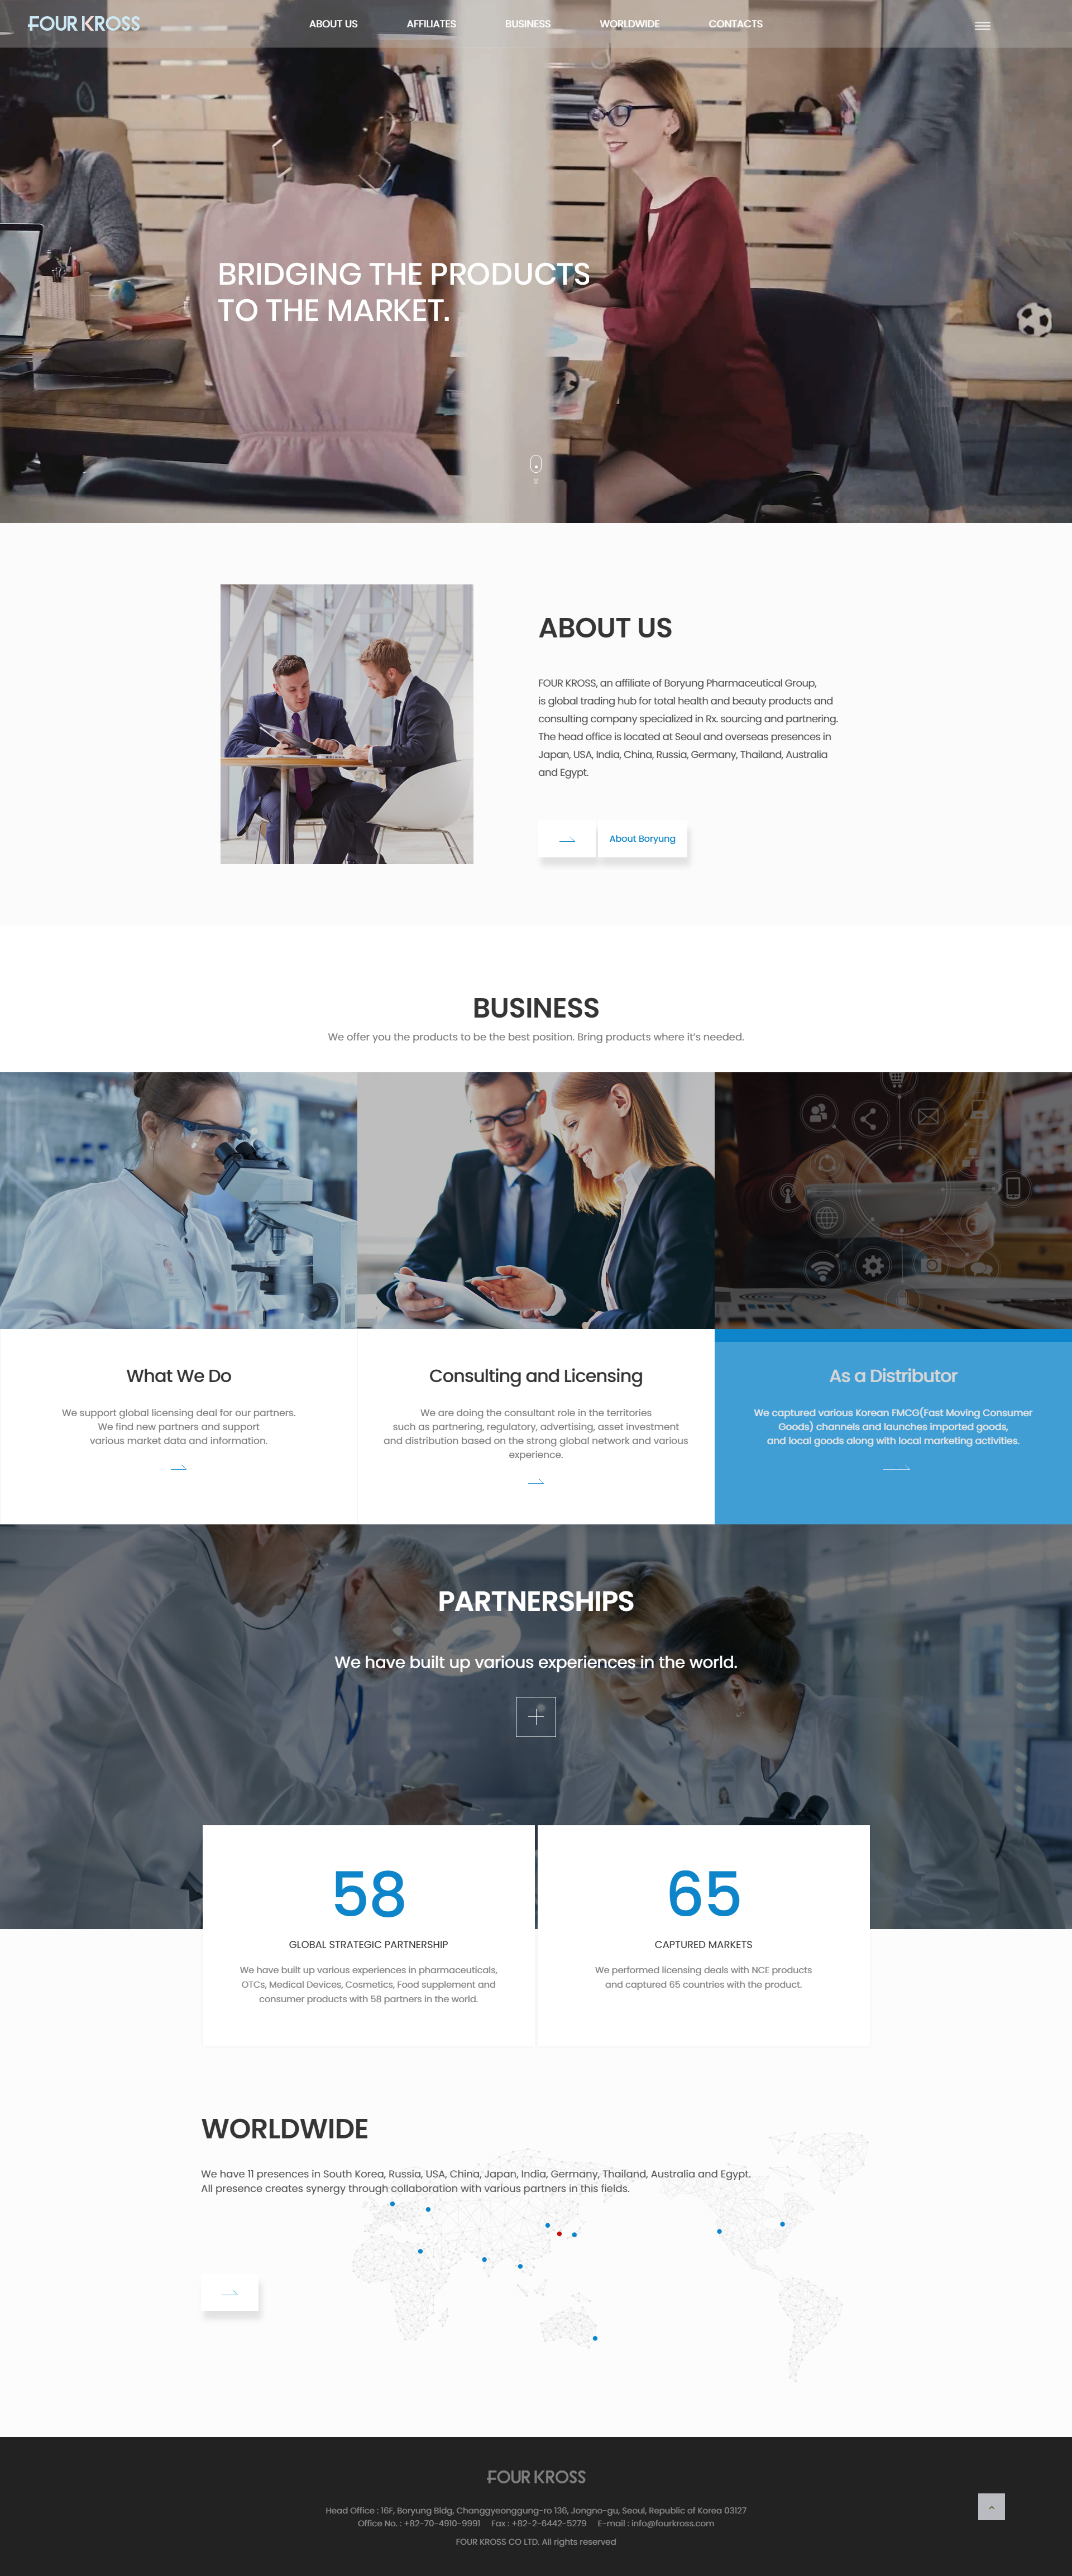 FOUR KROSS
ABOUT US
AFFILIATES
BUSINESS
WORLDWIDE
CONTACTS
BRIDGING THE PRODUCTS
TO THE MARKET.
ABOUT US
FOUR KROSS, an affiliate of Boryung Pharmaceutical Group,
is global trading hub for total health and beauty products and
consulting company specialized in Rx. sourcing and partnering.
The head office is located at Seoul and overseas presences in
Japan, USA, India, China, Russia, Germany, Thailand, Australia
and Egypt.
About Boryung
BUSINESS
We offer you the products to be the best position. Bring products where it's needed.
What We Do
We support global licensing deal for our partners.
We find new partners and support
various market data and information.
Consulting and Licensing
We are doing the consultant role in the territories
such as partnering, regulatory, advertising, asset investment
and distribution based on the strong global network and various
experience.
As a Distributor
We captured various Korean FMCG(Fast Moving Consumer
Goods) channels and launches imported goods,
and local goods along with local marketing activities.
PARTNERSHIPS
We have built up various experiences in the world.
58
GLOBAL STRATEGIC PARTNERSHIP
We have built up various experiences in pharmaceuticals,
OTCs, Medical Devices, Cosmetics, Food supplement and
consumer products with 58 partners in the world.
65
CAPTURED MARKETS
We performed licensing deals with NCE products
and captured 65 countries with the product.
WORLDWIDE
We have 11 presences in South Korea, Russia, USA, China, Japan, India, Germany, Thailand, Australia and Egypt.
All presence creates synergy through collaboration with various partners in this fields.
FOUR KROSS
Head Office : 16F, Boryung Bldg, Changgyeonggung-ro 136, Jongno-gu, Seoul, Republic of Korea 03127
Office No. : +82-70-4910-9991 Fax : +82-2-6442-5279 E-mail : info@fourkross.com
FOUR KROSS CO LTD. All rights reserved